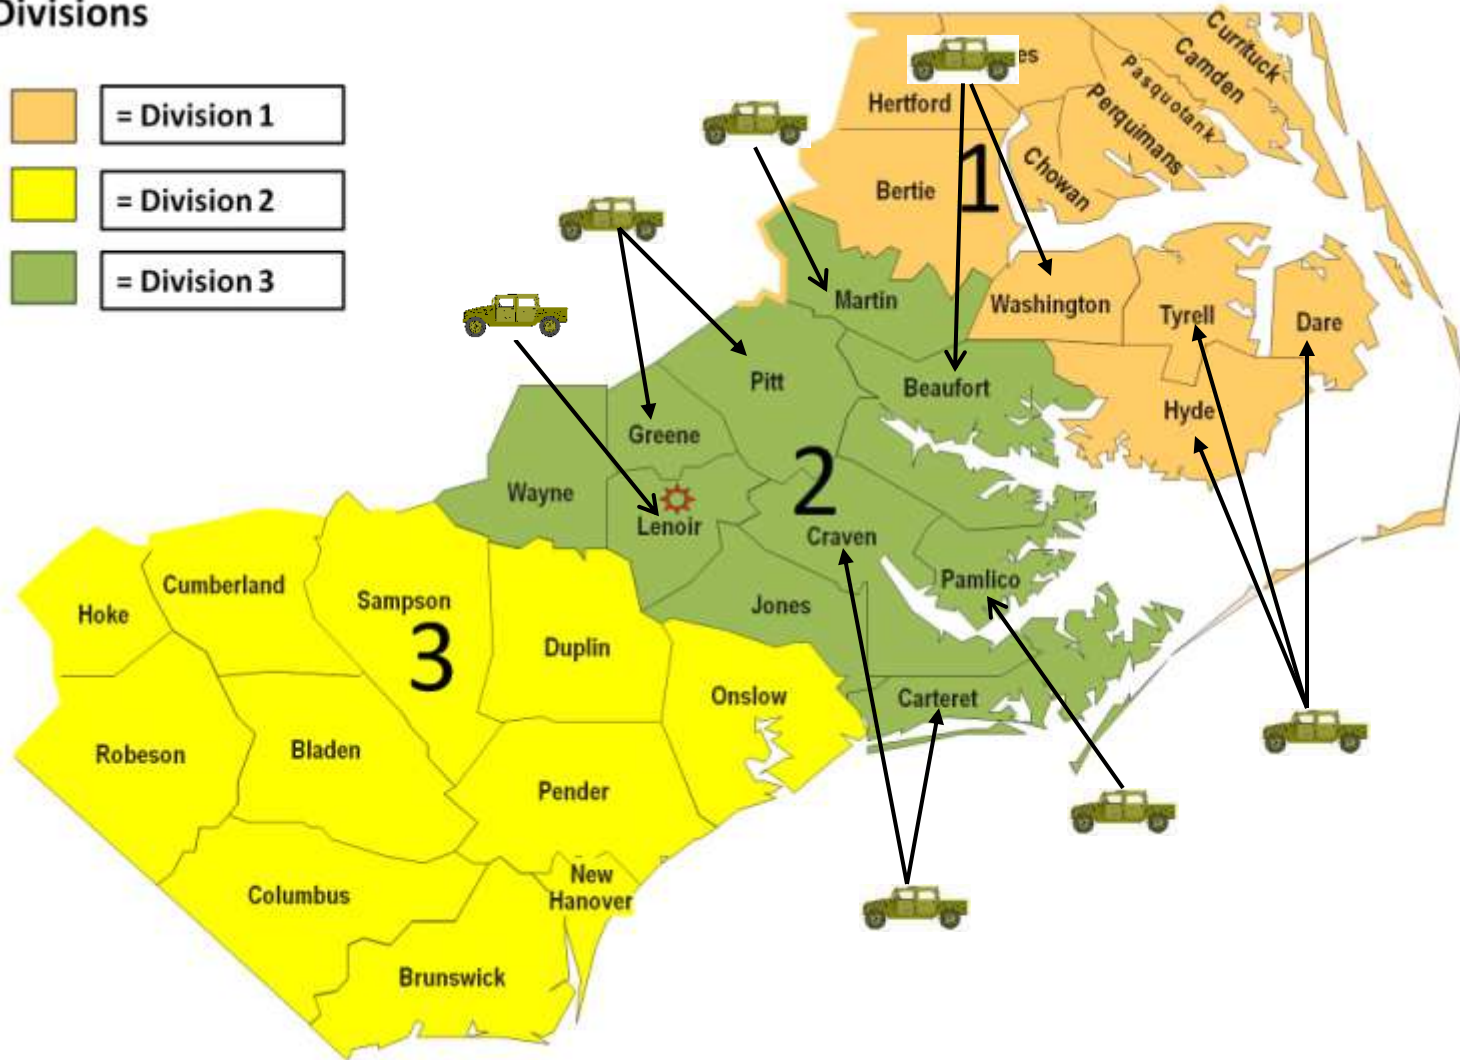 Divisions
= Division 1
= Division 2
= Division 3
Currituck
Camden
Pasquotank
Perquimans
Chowan
es
Hertford
Bertie
1
Washington
Tyrell
Dare
Hyde
Martin
Beaufort
Pitt
Greene
Wayne
Lenoir
2
Craven
Pamlico
Jones
Carteret
Hoke
Cumberland
Sampson
3
Duplin
Onslow
Robeson
Bladen
Pender
Columbus
New
Hanover
Brunswick